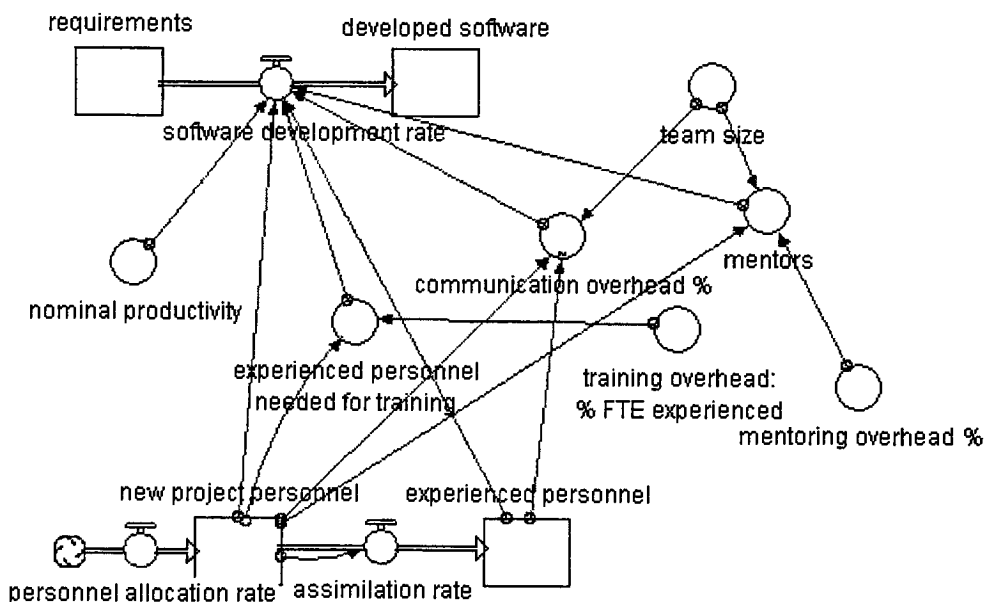 requirements
developed software
software development rate
team size
mentors
communication overhead %
nominal productivity
experienced personnel
needed for training
training overhead:
% FTE experienced
mentoring overhead %
new project personnel
experienced personnel
personnel allocation rate
assimilation rate